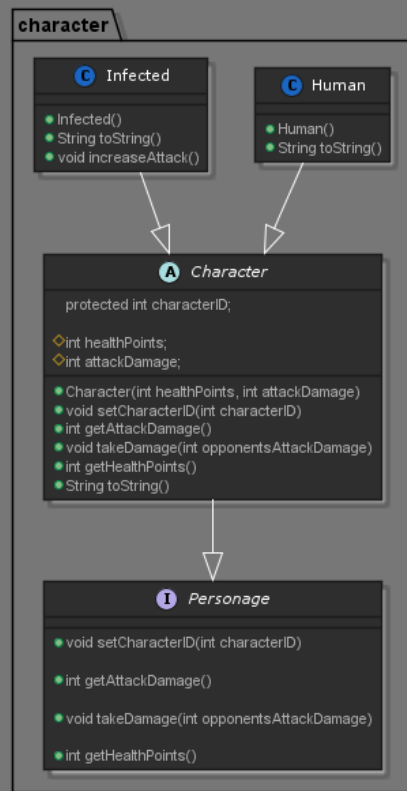 character
C Infected
Infected()
String toString()
void increaseAttack()
C Human
Human()
String toString()
A Character
protected int characterID;
int healthPoints;
int attackDamage;
Character(int healthPoints, int attackDamage)
void setCharacterID(int characterID)
int getAttackDamage()
void takeDamage(int opponentsAttackDamage)
int getHealthPoints()
String toString()
I Personage
void setCharacterID(int characterID)
int getAttackDamage()
void takeDamage(int opponentsAttackDamage)
int getHealthPoints()